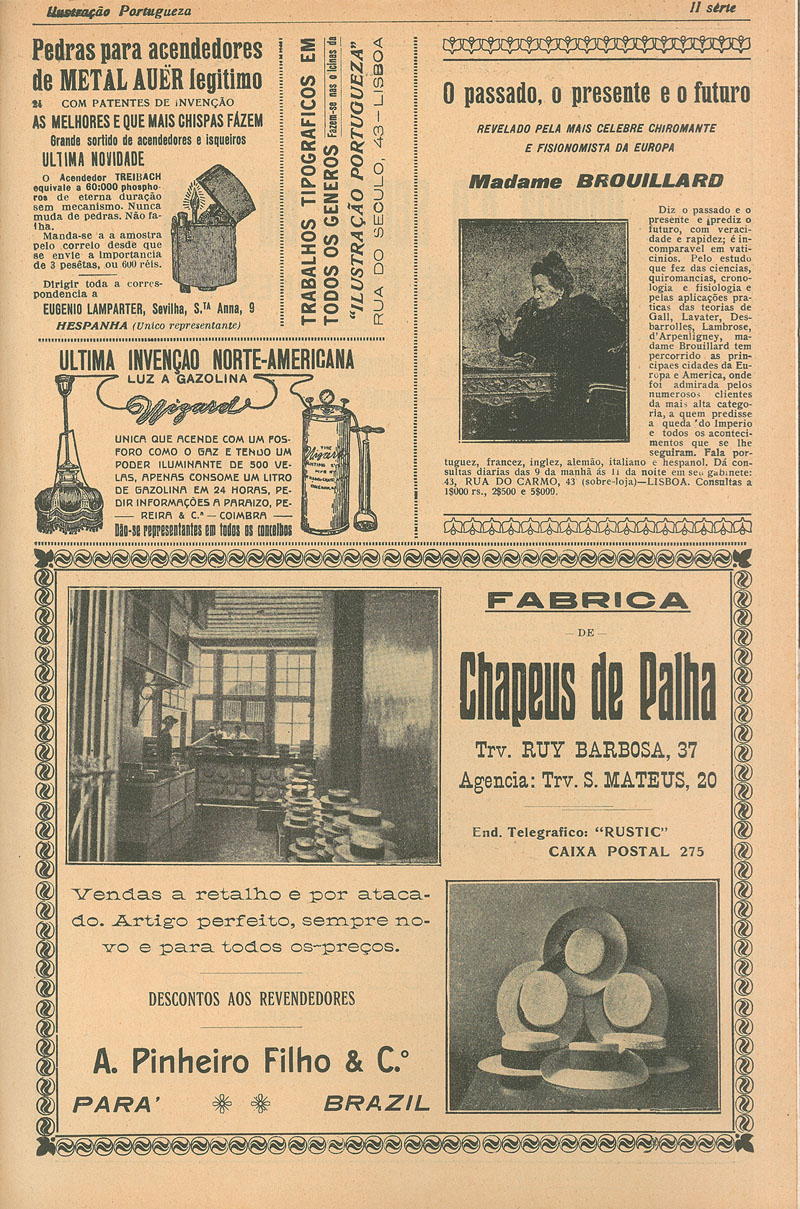 Ilustração Portugueza
II série
Pedras para acendedores
de METAL AUËR legitimo
COM PATENTES DE iNVENÇÃO
AS MELHORES E QUE MAIS CHISPAS FÁZEM
Grande sortido de acendedores e isqueiros
ULTIMA NOVIDADE
O Acendedor TREIBACH
equivale a 60:000 phospho-
ros de eterna duração
sem mecanismo. Nunca
muda de pedras. Não fa-
lha.
Manda-se a a amostra
pelo correio desde que
se envie a importancia
de 3 pesêtas, ou 600 réis.
Dirigir toda a corres-
pondencia a
EUGENIO LAMPARTER, Sevilha, S.TA Anna, 9
HESPANHA (Unico representante)
TRABALHOS TIPOGRAFICOS EM
TODOS OS GENEROS Fazem-se nas oficinas da
"ILUSTRAÇÃO PORTUGUEZA"
RUA DO SECULO, 43—LISBOA
ULTIMA INVENÇAO NORTE-AMERICANA
LUZ A GAZOLINA
Wizard
UNICA QUE ACENDE COM UM FOS-
FORO COMO O GAZ E TENDO UM
PODER ILUMINANTE DE 500 VE-
LAS, APENAS CONSOME UM LITRO
DE GAZOLINA EM 24 HORAS, PE-
DIR INFORMAÇÕES A PARAIZO, PE-
— REIRA & C.ª — COIMBRA —
Dão-se representantes em todos os concelhos
THE
Wizard
O passado, o presente e o futuro
REVELADO PELA MAIS CELEBRE CHIROMANTE
E FISIONOMISTA DA EUROPA
Madame BROUILLARD
Diz o passado e o
presente e prediz o
futuro, com veraci-
dade e rapidez; é in-
comparavel em vati-
cinios. Pelo estudo
que fez das ciencias,
quiromancias, crono-
logia e fisiologia e
pelas aplicações pra-
ticas das teorias de
Gall, Lavater, Des-
barrolles, Lambrose,
d'Arpenligney, ma-
dame Brouillard tem
percorrido as prin-
cipaes cidades da Eu-
ropa e America, onde
foi admirada pelos
numerosos clientes
da mais alta catego-
ria, a quem predisse
a queda do Imperio
e todos os aconteci-
mentos que se lhe
seguiram. Fala por-
tuguez, francez, inglez, alemão, italiano e hespanol. Dá con-
sultas diarias das 9 da manhã ás 11 da noite em seu gabinete:
43, RUA DO CARMO, 43 (sobre-loja)—LISBOA. Consultas a
1$000 rs., 2$500 e 5$000.
FABRICA
— DE —
Chapeus de Palha
Trv. RUY BARBOSA, 37
Agencia: Trv. S. MATEUS, 20
End. Telegrafico: "RUSTIC"
CAIXA POSTAL 275
Vendas a retalho e por ataca-
do. Artigo perfeito, sempre no-
vo e para todos os-preços.
DESCONTOS AOS REVENDEDORES
A. Pinheiro Filho & C.º
PARA' BRAZIL